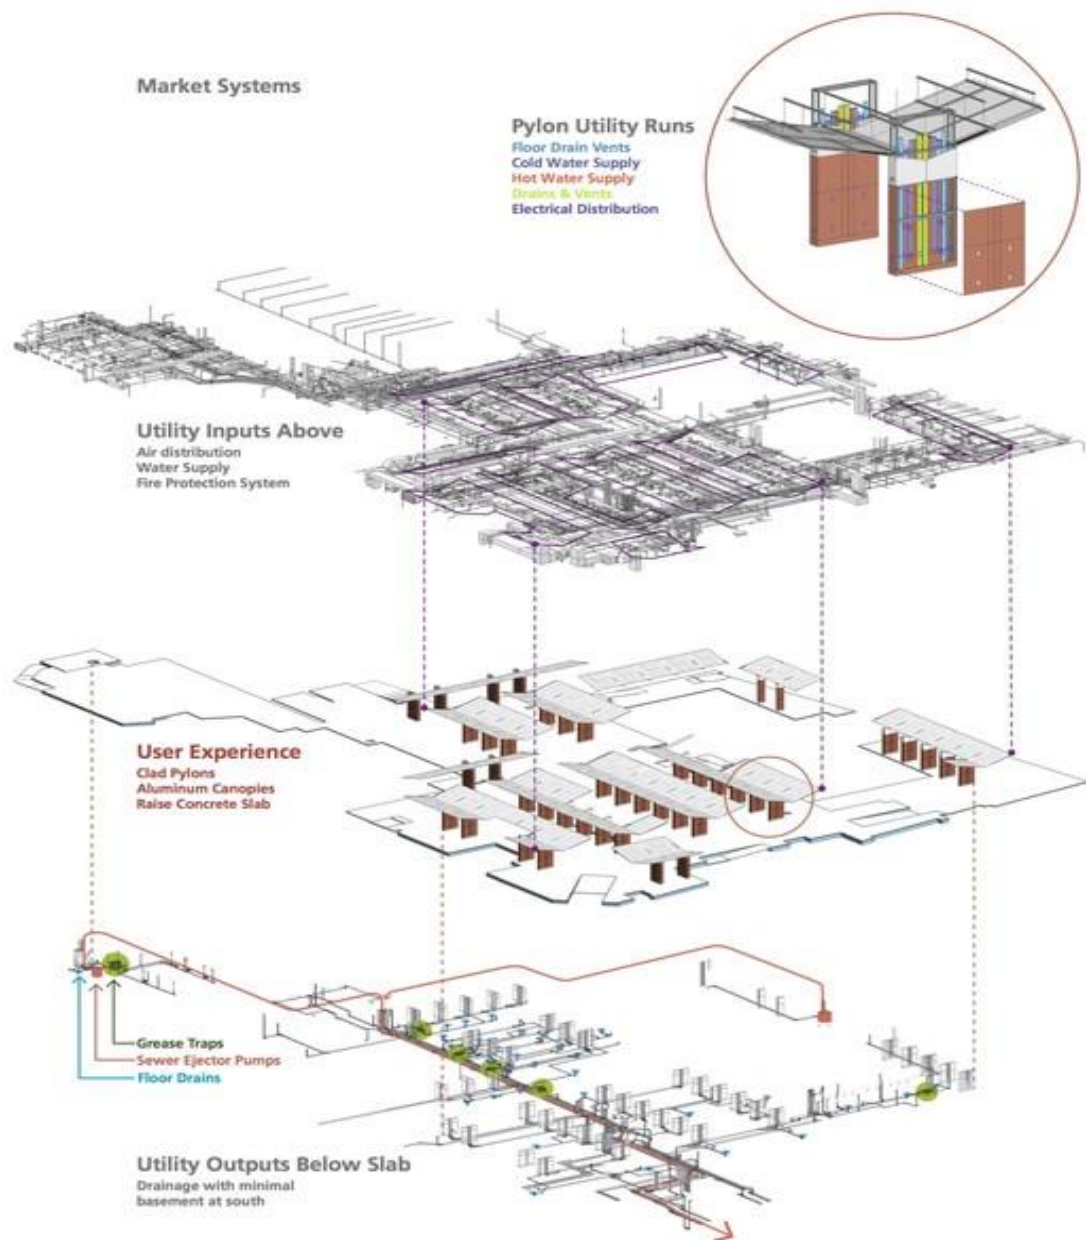 Market Systems
Pylon Utility Runs
Floor Drain Vents
Cold Water Supply
Hot Water Supply
Drains & Vents
Electrical Distribution
Utility Inputs Above
Air distribution
Water Supply
Fire Protection System
User Experience
Clad Pylons
Aluminum Canopies
Raise Concrete Slab
Grease Traps
Sewer Ejector Pumps
Floor Drains
Utility Outputs Below Slab
Drainage with minimal
basement at south